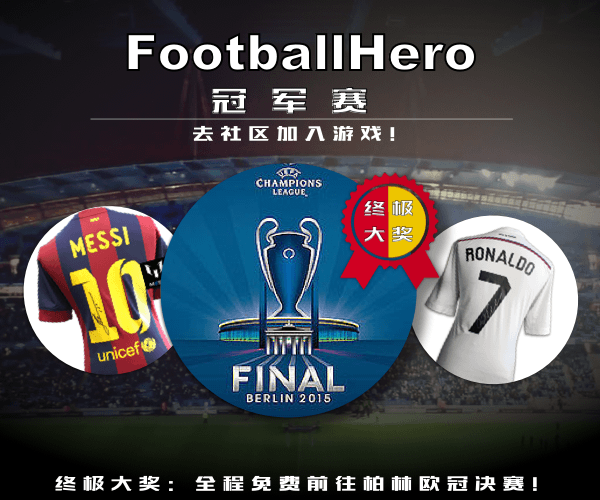 FootballHero
冠军赛
去社区加入游戏!
UEFA
CHAMPIONS
LEAGUE
终极
大奖
MESSI
10
unicef
RONALDO
7
FINAL
BERLIN 2015
终极大奖: 全程免费前往柏林欧冠决赛!